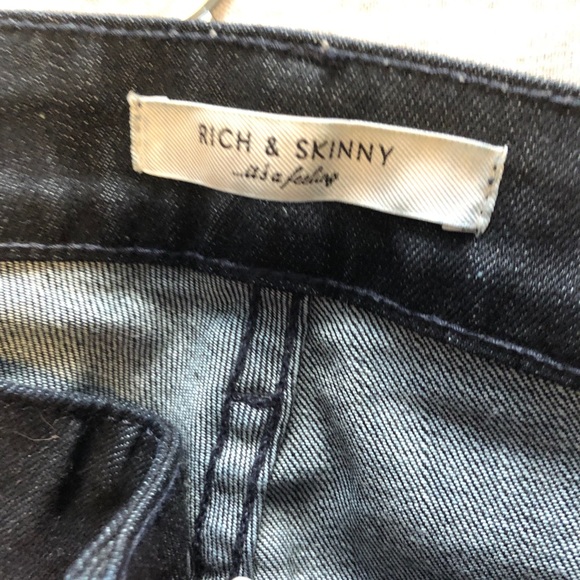 RICH & SKINNY
...it's a feeling